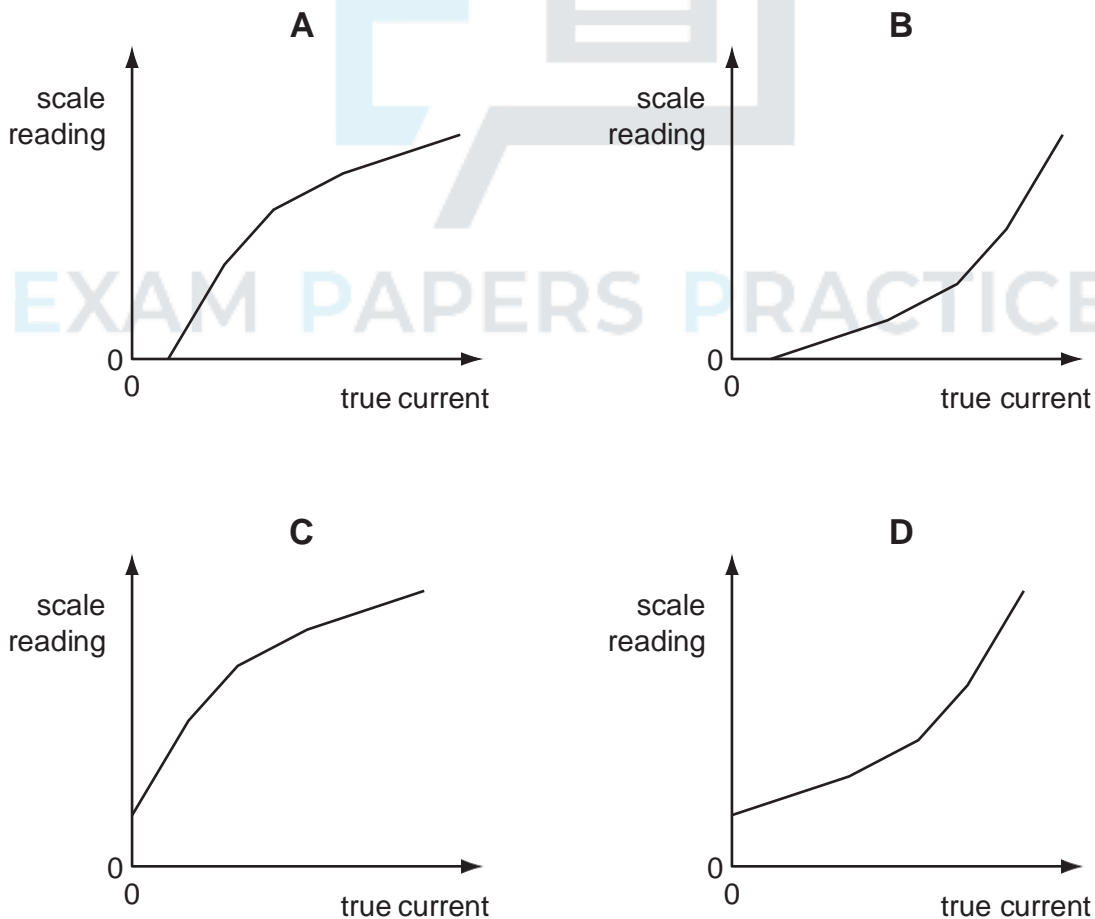 A
scale
reading
0
0
true current
B
scale
reading
0
0
true current
EXAM PAPERS PRACTICE
C
scale
reading
0
0
true current
D
scale
reading
0
0
true current